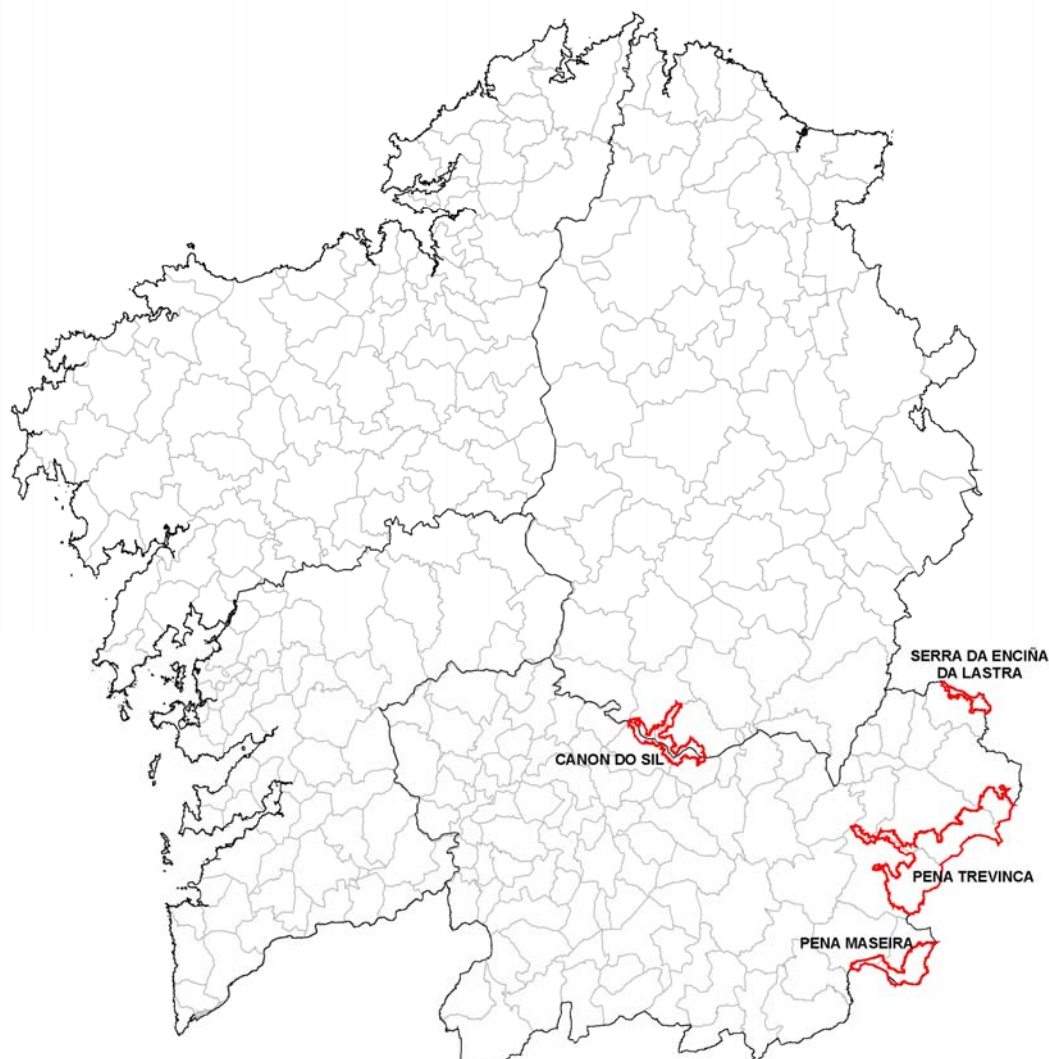 SERRA DA ENCIÑA
DA LASTRA
CANON DO SIL
PENA TREVINCA
PENA MASEIRA